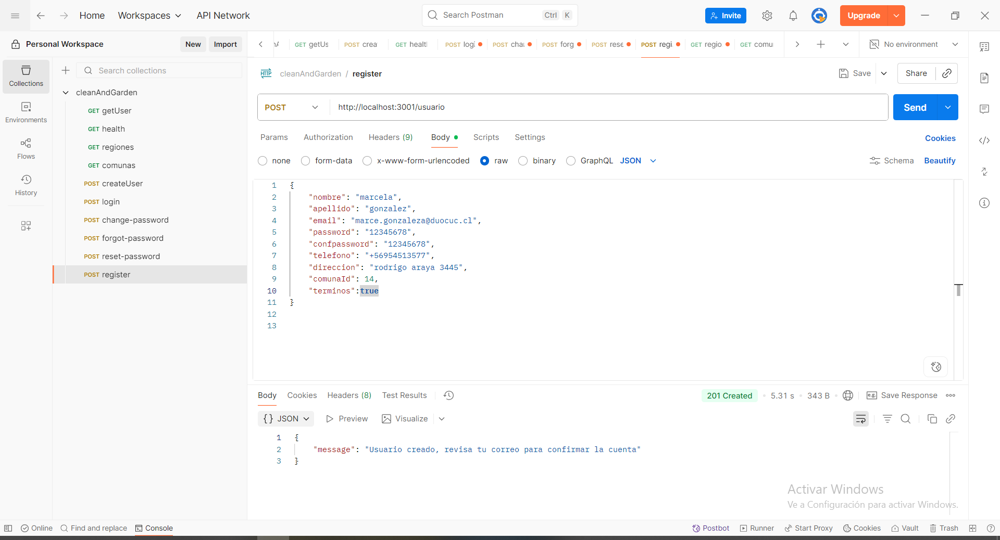 Home
Workspaces
API Network
Search Postman
Ctrl K
Invite
Upgrade
Personal Workspace
New
Import
GET getUs
POST crea
GET healt
POST logi
POST cha
POST forg
POST rese
POST regi
GET regio
GET comu
No environment
Collections
Environments
Flows
History
Search collections
cleanAndGarden
GET getUser
GET health
GET regiones
GET comunas
POST createUser
POST login
POST change-password
POST forgot-password
POST reset-password
POST register
HTTP cleanAndGarden / register
Save
Share
POST
http://localhost:3001/usuario
Send
Params
Authorization
Headers (9)
Body
Scripts
Settings
Cookies
none
form-data
x-www-form-urlencoded
raw
binary
GraphQL
JSON
Schema
Beautify
1 {
2 "nombre": "marcela",
3 "apellido": "gonzalez",
4 "email": "marce.gonzaleza@duocuc.cl",
5 "password": "12345678",
6 "confpassword": "12345678",
7 "telefono": "+56954513577",
8 "direccion": "rodrigo araya 3445",
9 "comunaId": 14,
10 "terminos":true
11 }
12
13
Body
Cookies
Headers (8)
Test Results
201 Created
5.31 s
343 B
e.g. Save Response
{} JSON
Preview
Visualize
1 {
2 "message": "Usuario creado, revisa tu correo para confirmar la cuenta"
3 }
Activar Windows
Ve a Configuración para activar Windows.
Online
Find and replace
Console
Postbot
Runner
Start Proxy
Cookies
Vault
Trash